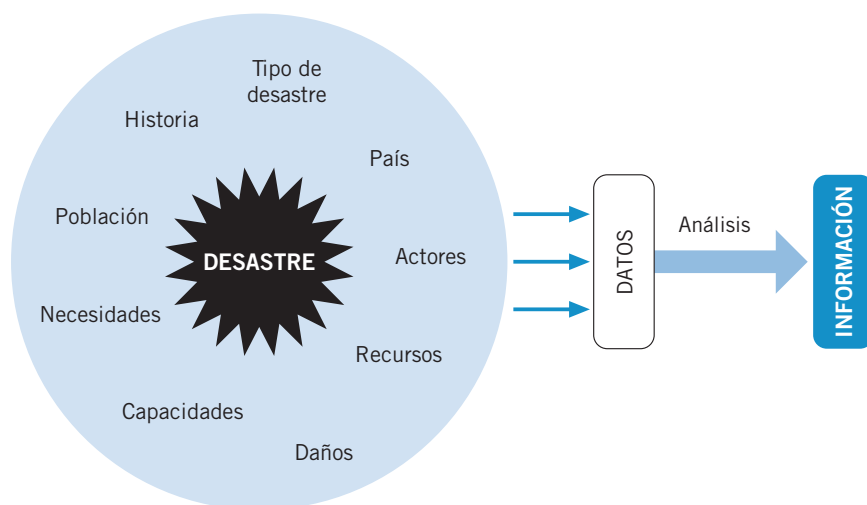 Tipo de
desastre
Historia
País
Población
DESASTRE
Actores
Necesidades
Recursos
Capacidades
Daños
DATOS
Análisis
INFORMACIÓN